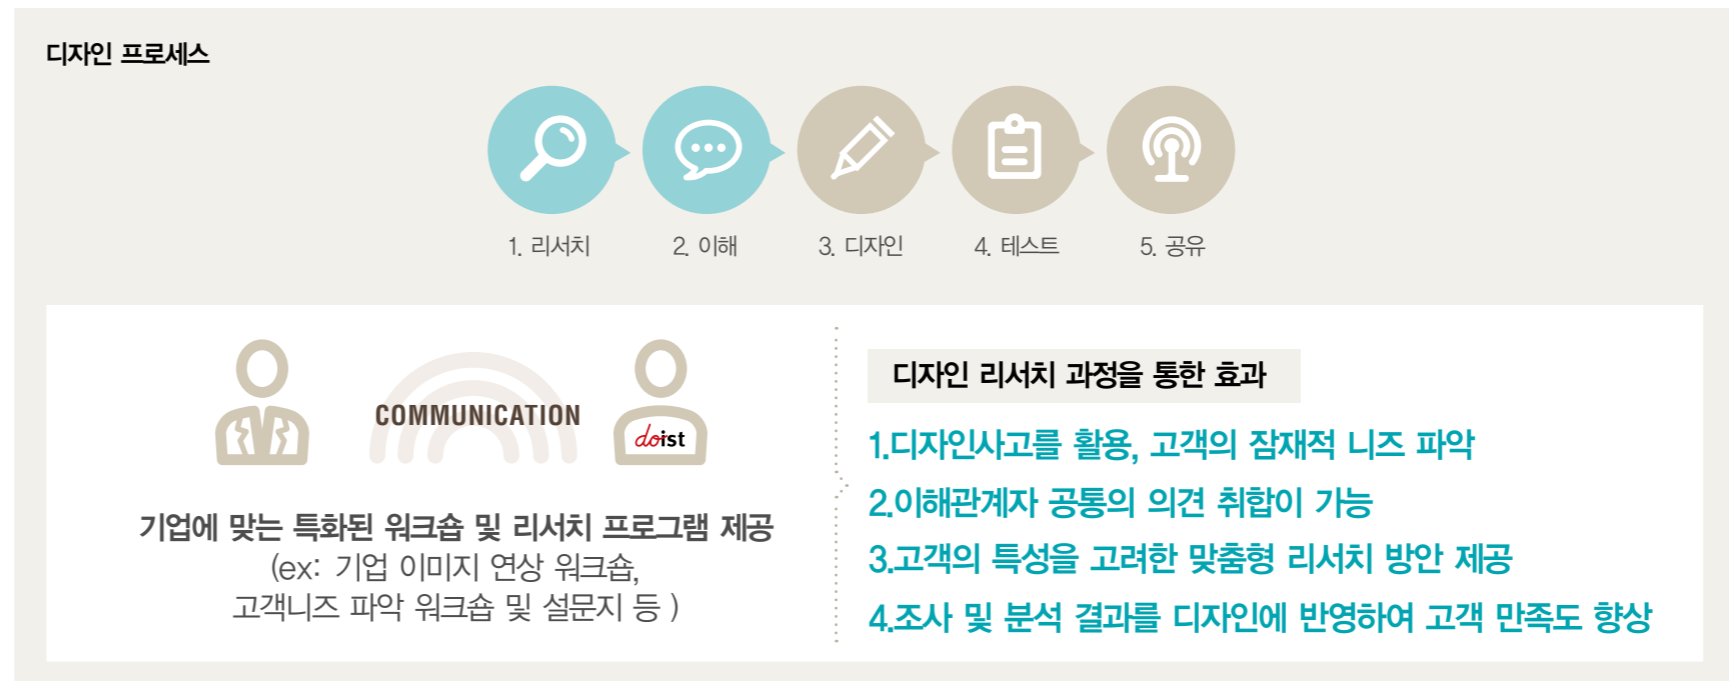 디자인 프로세스
1. 리서치
2. 이해
3. 디자인
4. 테스트
5. 공유
COMMUNICATION
doist
기업에 맞는 특화된 워크숍 및 리서치 프로그램 제공
(ex: 기업 이미지 연상 워크숍,
고객니즈 파악 워크숍 및 설문지 등 )
디자인 리서치 과정을 통한 효과
1.디자인사고를 활용, 고객의 잠재적 니즈 파악
2.이해관계자 공통의 의견 취합이 가능
3.고객의 특성을 고려한 맞춤형 리서치 방안 제공
4.조사 및 분석 결과를 디자인에 반영하여 고객 만족도 향상